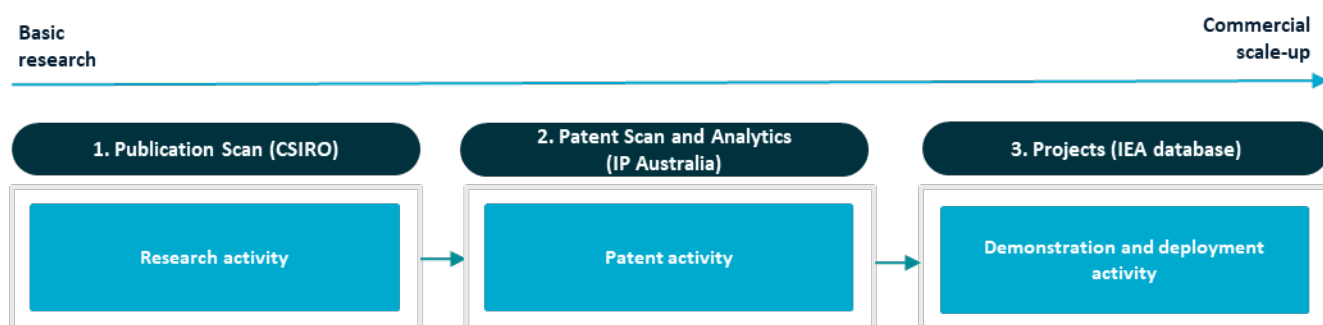 Basic
research
Commercial
scale-up
1. Publication Scan (CSIRO)
2. Patent Scan and Analytics
(IP Australia)
3. Projects (IEA database)
Research activity
Patent activity
Demonstration and deployment
activity